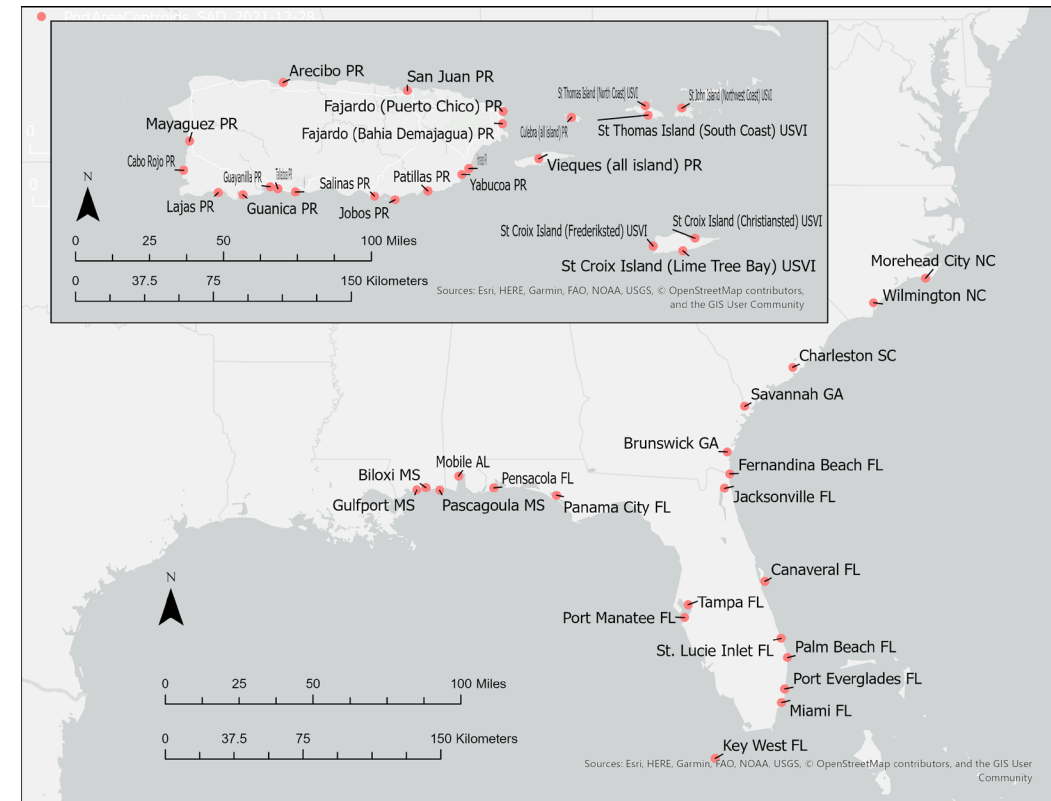 PortAreaCentroids_SAD_2021-12-28
Arecibo PR
San Juan PR
Fajardo (Puerto Chico) PR
Fajardo (Bahia Demajagua) PR
Mayaguez PR
Cabo Rojo PR
Lajas PR
Guayanilla PR
Guanica PR
Salinas PR
Jobos PR
Patillas PR
Yabucoa PR
Culebra (all island) PR
Vieques (all island) PR
St Thomas Island (North Coast) USVI
St John Island (Northwest Coast) USVI
St Thomas Island (South Coast) USVI
St Croix Island (Frederiksted) USVI
St Croix Island (Christiansted) USVI
St Croix Island (Lime Tree Bay) USVI
N
0 25 50 100 Miles
0 37.5 75 150 Kilometers
Sources: Esri, HERE, Garmin, FAO, NOAA, USGS, © OpenStreetMap contributors,
and the GIS User Community
Morehead City NC
Wilmington NC
Charleston SC
Savannah GA
Brunswick GA
Fernandina Beach FL
Jacksonville FL
Mobile AL
Biloxi MS
Gulfport MS
Pascagoula MS
Pensacola FL
Panama City FL
Canaveral FL
Tampa FL
Port Manatee FL
St. Lucie Inlet FL
Palm Beach FL
Port Everglades FL
Miami FL
Key West FL
N
0 25 50 100 Miles
0 37.5 75 150 Kilometers
Sources: Esri, HERE, Garmin, FAO, NOAA, USGS, © OpenStreetMap contributors, and the GIS User
Community